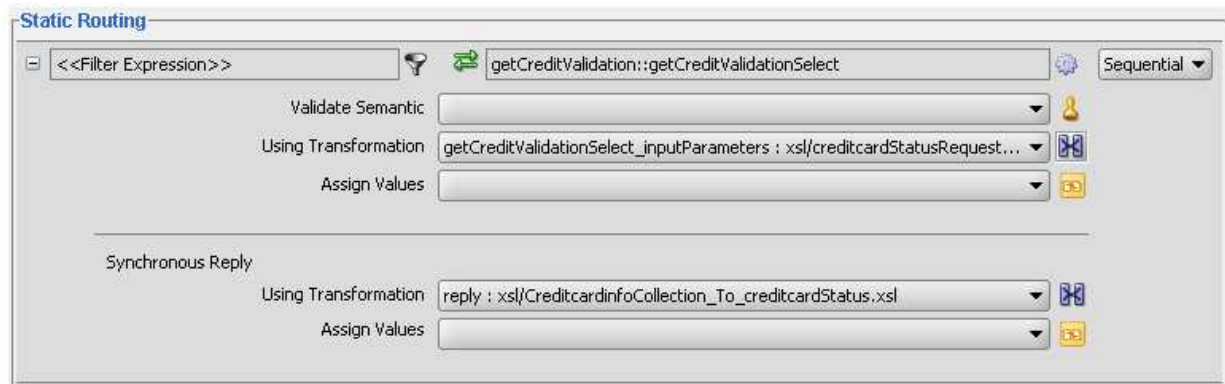 Static Routing
<<Filter Expression>> getCreditValidation::getCreditValidationSelect Sequential
Validate Semantic
Using Transformation getCreditValidationSelect_inputParameters : xsl/creditcardStatusRequest...
Assign Values
Synchronous Reply
Using Transformation reply : xsl/CreditcardinfoCollection_To_creditcardStatus.xsl
Assign Values